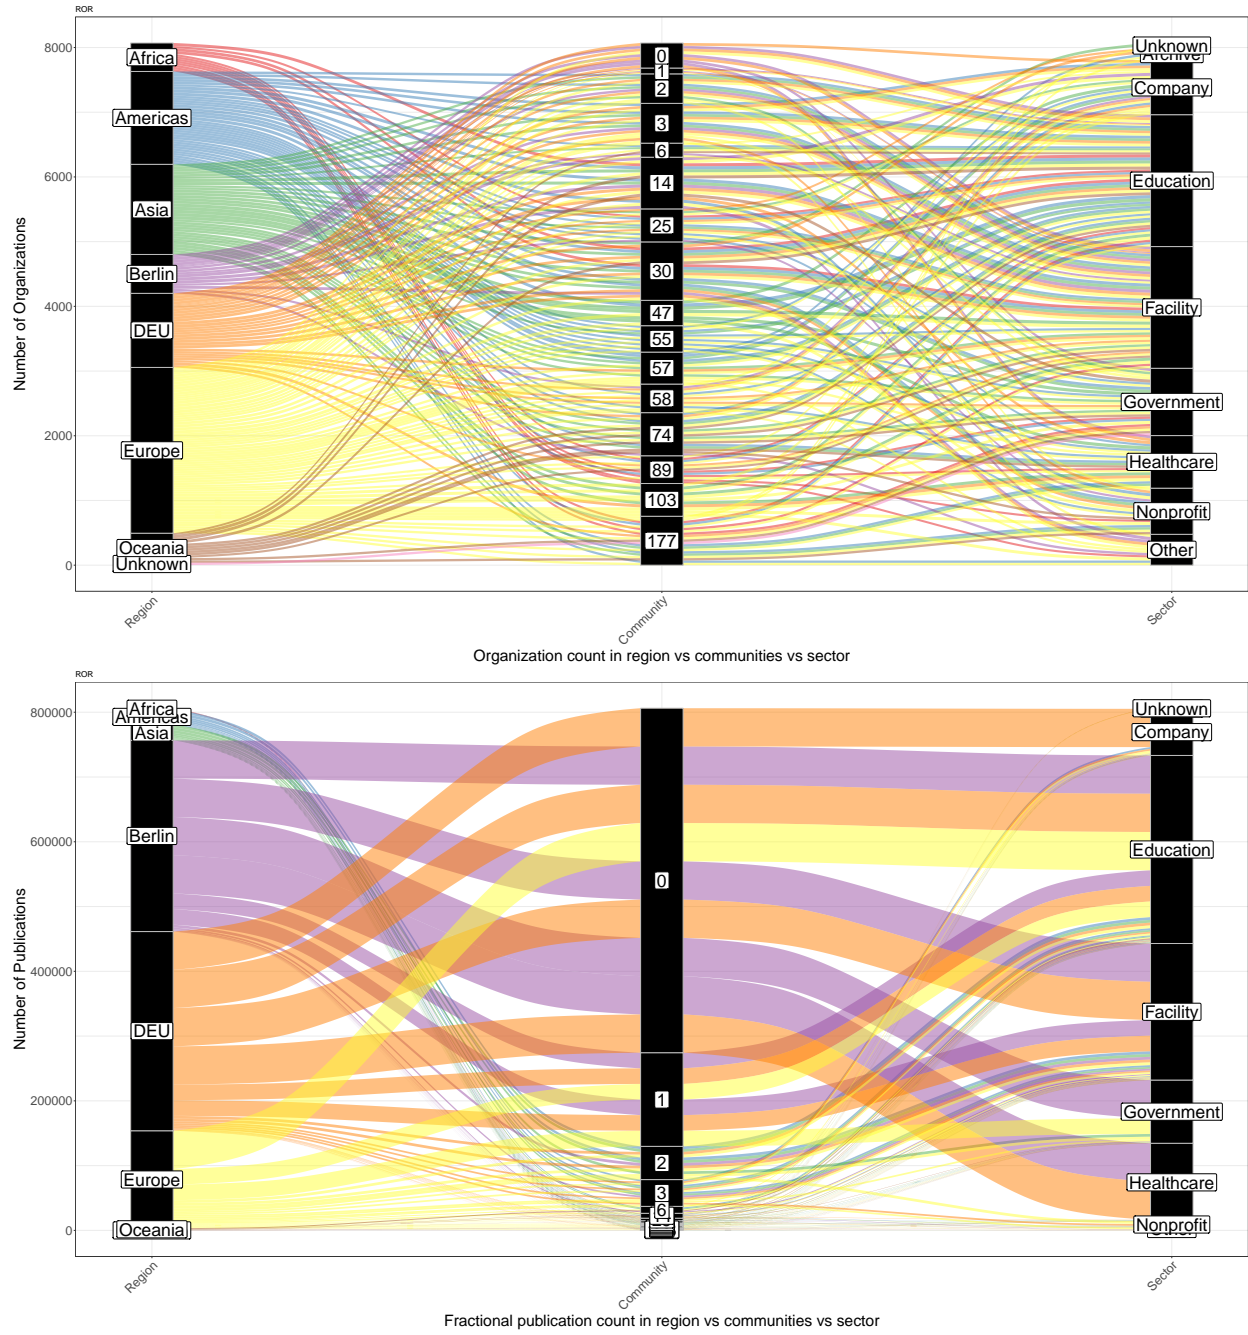 ROR
8000
6000
4000
2000
0
Number of Organizations
Africa
Americas
Asia
Berlin
DEU
Europe
Oceania
Unknown
0
1
2
3
6
14
25
30
47
55
57
58
74
89
103
177
Unknown
Archive
Company
Education
Facility
Government
Healthcare
Nonprofit
Other
Region
Community
Sector
Organization count in region vs communities vs sector
ROR
800000
600000
400000
200000
0
Number of Publications
Africa
Americas
Asia
Berlin
DEU
Europe
Oceania
0
1
2
3
6
Unknown
Company
Education
Facility
Government
Healthcare
Nonprofit
Region
Community
Sector
Fractional publication count in region vs communities vs sector